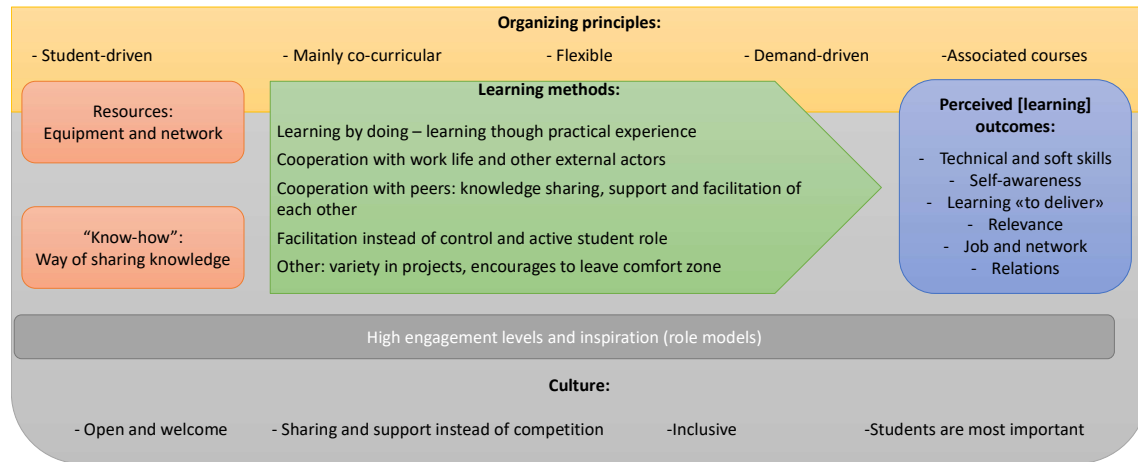 Organizing principles:
- Student-driven
- Mainly co-curricular
- Flexible
- Demand-driven
-Associated courses
Resources:
Equipment and network
“Know-how”:
Way of sharing knowledge
Learning methods:
Learning by doing – learning though practical experience
Cooperation with work life and other external actors
Cooperation with peers: knowledge sharing, support and facilitation of
each other
Facilitation instead of control and active student role
Other: variety in projects, encourages to leave comfort zone
Perceived [learning]
outcomes:
- Technical and soft skills
- Self-awareness
- Learning «to deliver»
- Relevance
- Job and network
- Relations
High engagement levels and inspiration (role models)
Culture:
- Open and welcome
- Sharing and support instead of competition
-Inclusive
-Students are most important